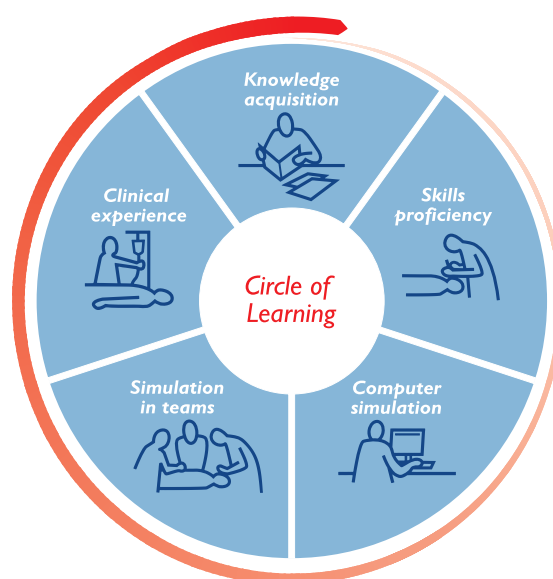 Knowledge
acquisition
Skills
proficiency
Computer
simulation
Simulation
in teams
Clinical
experience
Circle of
Learning